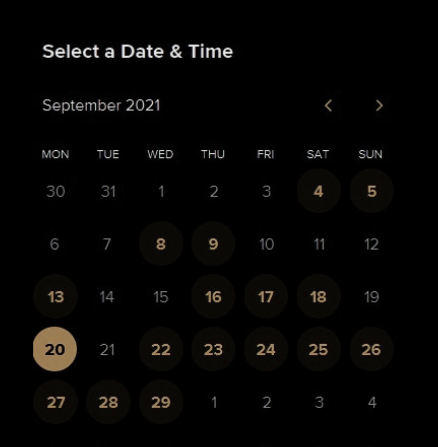 Select a Date & Time
September 2021
MON TUE WED THU FRI SAT SUN
30 31 1 2 3 4 5
6 7 8 9 10 11 12
13 14 15 16 17 18 19
20 21 22 23 24 25 26
27 28 29 1 2 3 4